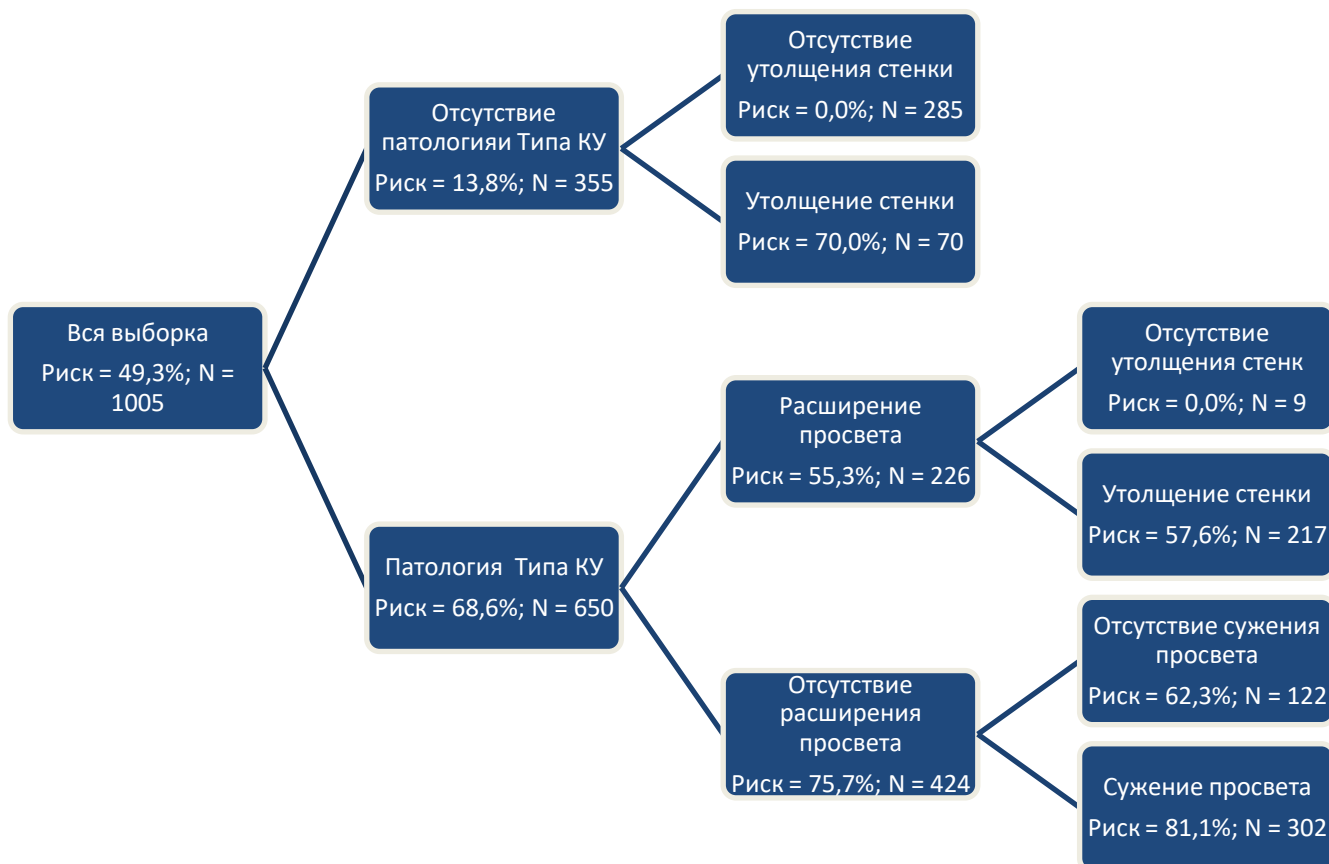 Вся выборка
Риск = 49,3%; N =
1005
Отсутствие
патологияи Типа КУ
Риск = 13,8%; N = 355
Патология  Типа КУ
Риск = 68,6%; N = 650
Отсутствие
утолщения стенки
Риск = 0,0%; N = 285
Утолщение стенки
Риск = 70,0%; N = 70
Расширение
просвета
Риск = 55,3%; N = 226
Отсутствие
расширения
просвета
Риск = 75,7%; N = 424
Отсутствие
утолщения стенк
Риск = 0,0%; N = 9
Утолщение стенки
Риск = 57,6%; N = 217
Отсутствие сужения
просвета
Риск = 62,3%; N = 122
Сужение просвета
Риск = 81,1%; N = 302